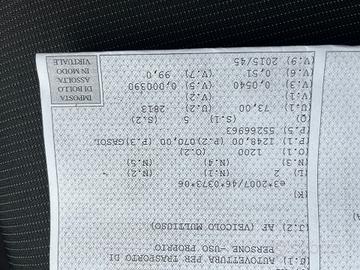 (J.1) AUTOVETTURA PER TRASPORTO DI
PERSONE -USO PROPRIO
(J.2) AF (VEICOLO MULTIUSO)
(K)
e3*2007/46*0373*06
(L) 2 (N.1) (N.2)
(N.3) (N.4) (N.5)
(O.1) 1200 (O.2)
(P.1) 1248,00 (P.2)070,00 (P.3)GASOL
(P.5) 55266963
(Q) (S.1) 5 (S.2)
(U.1) 73,00 (U.2) 2813
(V.1) (V.2)
(V.3) 0,0540 (V.5) 0,000390
(V.6) 0,51 (V.7) 99,0
(V.9) 2015/45
IMPOSTA
DI BOLLO
ASSOLTA
IN MODO
VIRTUALE